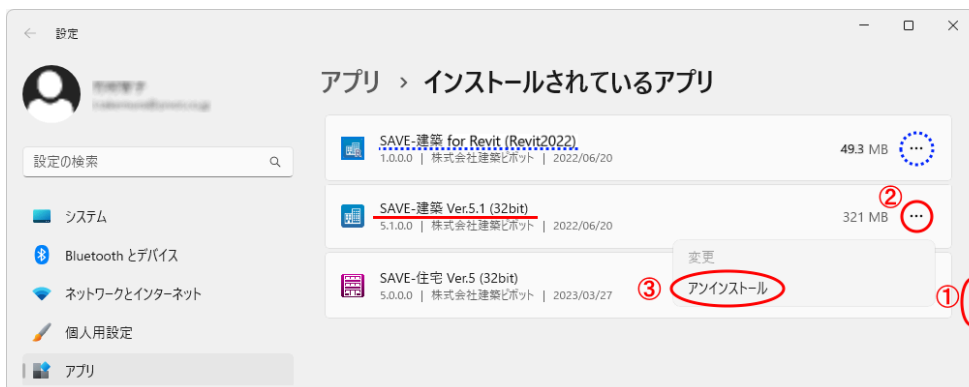 設定
アプリ › インストールされているアプリ
設定の検索
システム
Bluetooth とデバイス
ネットワークとインターネット
個人用設定
アプリ
SAVE-建築 for Revit (Revit2022)
1.0.0.0 | 株式会社建築ピボット | 2022/06/20
49.3 MB
SAVE-建築 Ver.5.1 (32bit)
5.1.0.0 | 株式会社建築ピボット | 2022/06/20
321 MB
②
変更
③ アンインストール
①
SAVE-住宅 Ver.5 (32bit)
5.0.0.0 | 株式会社建築ピボット | 2023/03/27